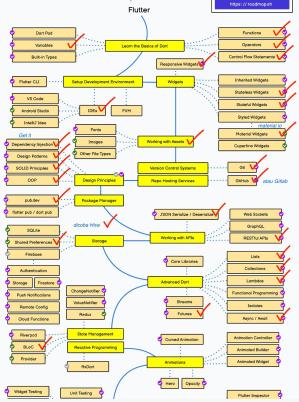 Flutter
https:// roadmap.sh
Dart Pad
Variables
Built-in Types
Learn the Basics of Dart
Functions
Operators
Control Flow Statements
Responsive Widgets
Flutter CLI
Setup Development Environment
Widgets
Inherited Widgets
Stateless Widgets
Stateful Widgets
Styled Widgets
material io
Material Widgets
Cupertino Widgets
VS Code
Android Studio
IntelliJ Idea
IDEs
FVM
Get It
Dependency Injection
Design Patterns
SOLID Principles
OOP
Fonts
Images
Other File Types
Working with Assets
Version Control Systems
Repo Hosting Services
Git
GitHub
atau Gitlab
Design Principles
Package Manager
pub.dev
flutter pub / dart pub
dicoba Hive
JSON Serialize / Deserialize
Web Sockets
GraphQL
RESTful APIs
Working with APIs
SQLite
Shared Preferences
Firebase
Storage
Authentication
Storage
Firestore
Push Notifications
Remote Config
Cloud Functions
ChangeNotifier
ValueNotifier
Redux
Core Libraries
Advanced Dart
Streams
Futures
Lists
Collections
Lambdas
Functional Programming
Isolates
Async / Await
Riverpod
BLoC
Provider
State Management
Reactive Programming
RxDart
Curved Animation
Animations
Hero
Opacity
Animation Controller
Animated Builder
Animated Widget
Widget Testing
Unit Testing
Flutter Inspector